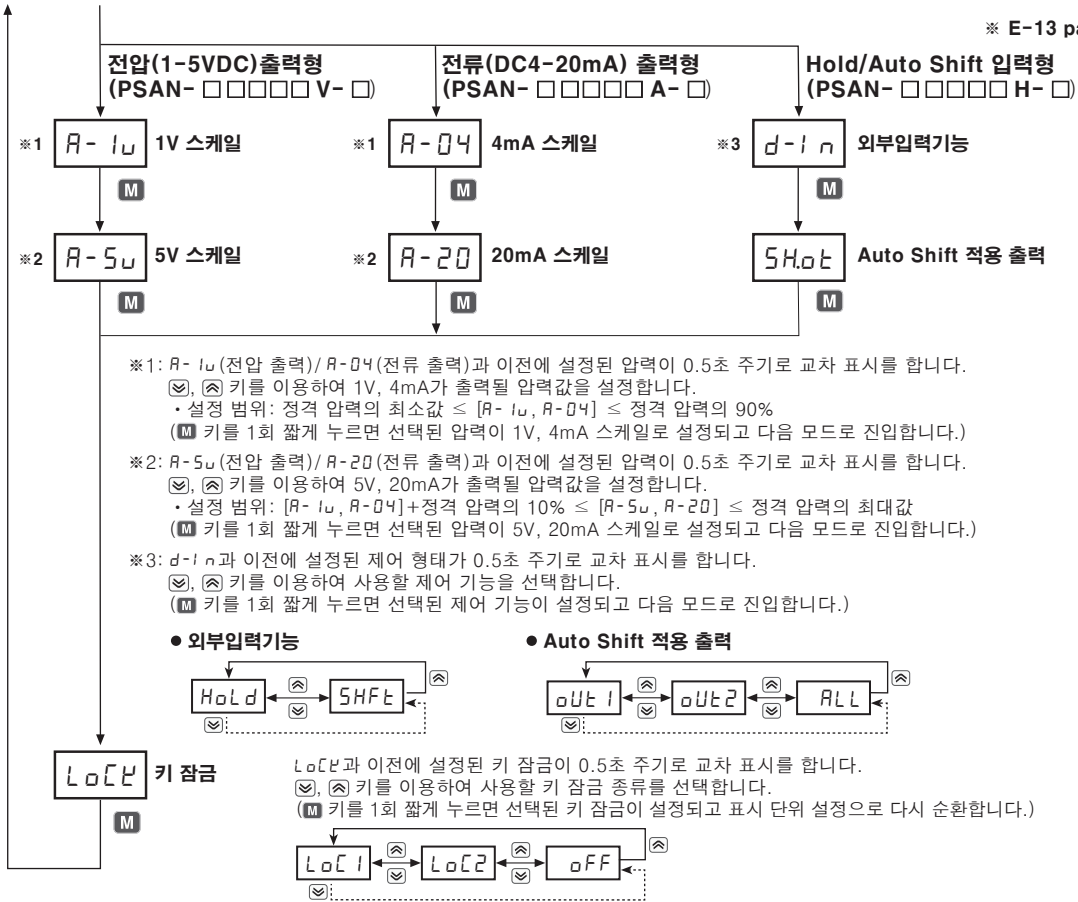 ※ E-13 pa
전압(1-5VDC)출력형
(PSAN- □□□□□ V- □)
전류(DC4-20mA) 출력형
(PSAN- □□□□□ A- □)
Hold/Auto Shift 입력형
(PSAN- □□□□□ H- □)
※1 A-1v 1V 스케일
※1 A-04 4mA 스케일
※3 d-In 외부입력기능
M
M
M
※2 A-5v 5V 스케일
※2 A-20 20mA 스케일
SH.ot Auto Shift 적용 출력
M
M
M
※1: A-1v(전압 출력)/A-04(전류 출력)과 이전에 설정된 압력이 0.5초 주기로 교차 표시를 합니다.
, 키를 이용하여 1V, 4mA가 출력될 압력값을 설정합니다.
• 설정 범위: 정격 압력의 최소값 ≤ [A-1v, A-04] ≤ 정격 압력의 90%
(M 키를 1회 짧게 누르면 선택된 압력이 1V, 4mA 스케일로 설정되고 다음 모드로 진입합니다.)
※2: A-5v(전압 출력)/A-20(전류 출력)과 이전에 설정된 압력이 0.5초 주기로 교차 표시를 합니다.
, 키를 이용하여 5V, 20mA가 출력될 압력값을 설정합니다.
• 설정 범위: [A-1v, A-04]+정격 압력의 10% ≤ [A-5v, A-20] ≤ 정격 압력의 최대값
(M 키를 1회 짧게 누르면 선택된 압력이 5V, 20mA 스케일로 설정되고 다음 모드로 진입합니다.)
※3: d-In과 이전에 설정된 제어 형태가 0.5초 주기로 교차 표시를 합니다.
, 키를 이용하여 사용할 제어 기능을 선택합니다.
(M 키를 1회 짧게 누르면 선택된 제어 기능이 설정되고 다음 모드로 진입합니다.)
● 외부입력기능
● Auto Shift 적용 출력
HoLd SHFt
oUt1 oUt2 ALL
LoCK 키 잠금
M
LoCK과 이전에 설정된 키 잠금이 0.5초 주기로 교차 표시를 합니다.
, 키를 이용하여 사용할 키 잠금 종류를 선택합니다.
(M 키를 1회 짧게 누르면 선택된 키 잠금이 설정되고 표시 단위 설정으로 다시 순환합니다.)
LoC1 LoC2 oFF